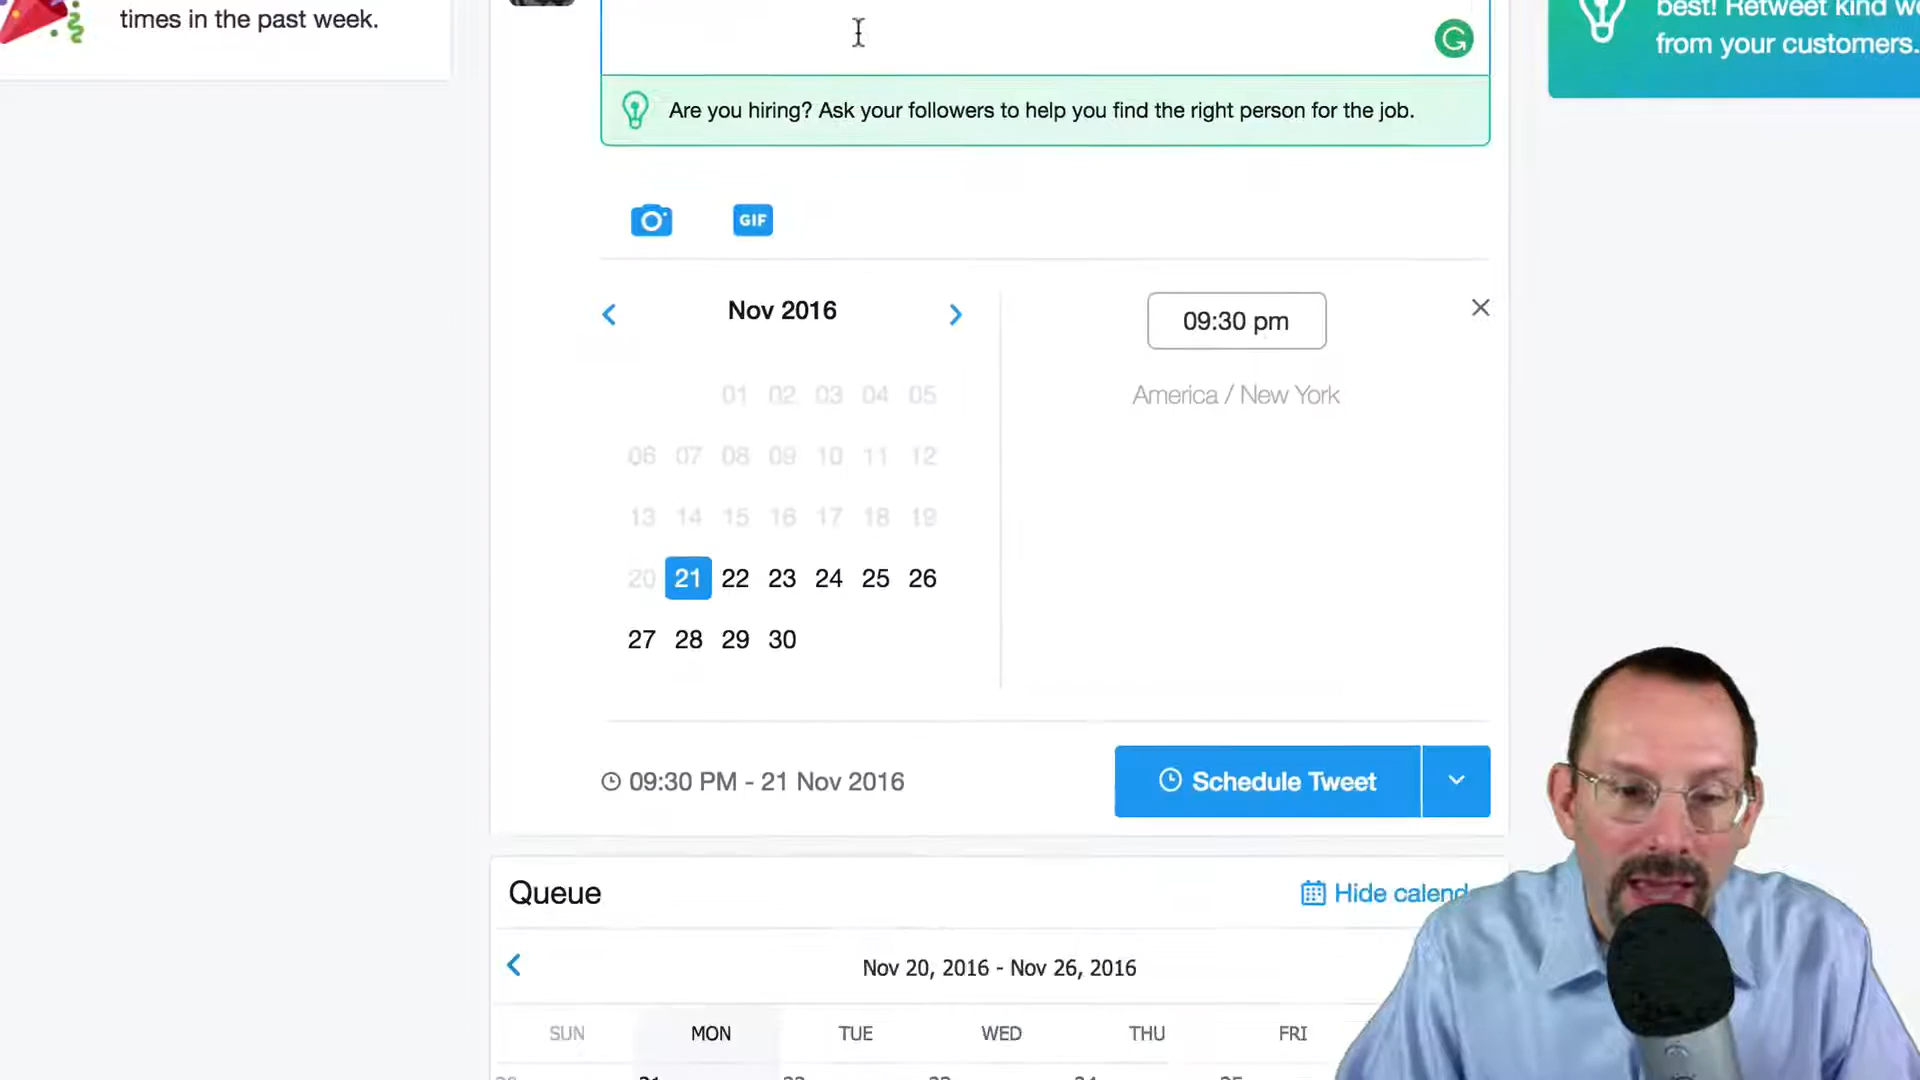 times in the past week.
best! Retweet kind
from your customers.
Are you hiring? Ask your followers to help you find the right person for the job.
GIF
Nov 2016
09:30 pm
America / New York
01 02 03 04 05
06 07 08 09 10 11 12
13 14 15 16 17 18 19
20 21 22 23 24 25 26
27 28 29 30
09:30 PM - 21 Nov 2016
Schedule Tweet
Queue
Hide calend
Nov 20, 2016 - Nov 26, 2016
SUN MON TUE WED THU FRI